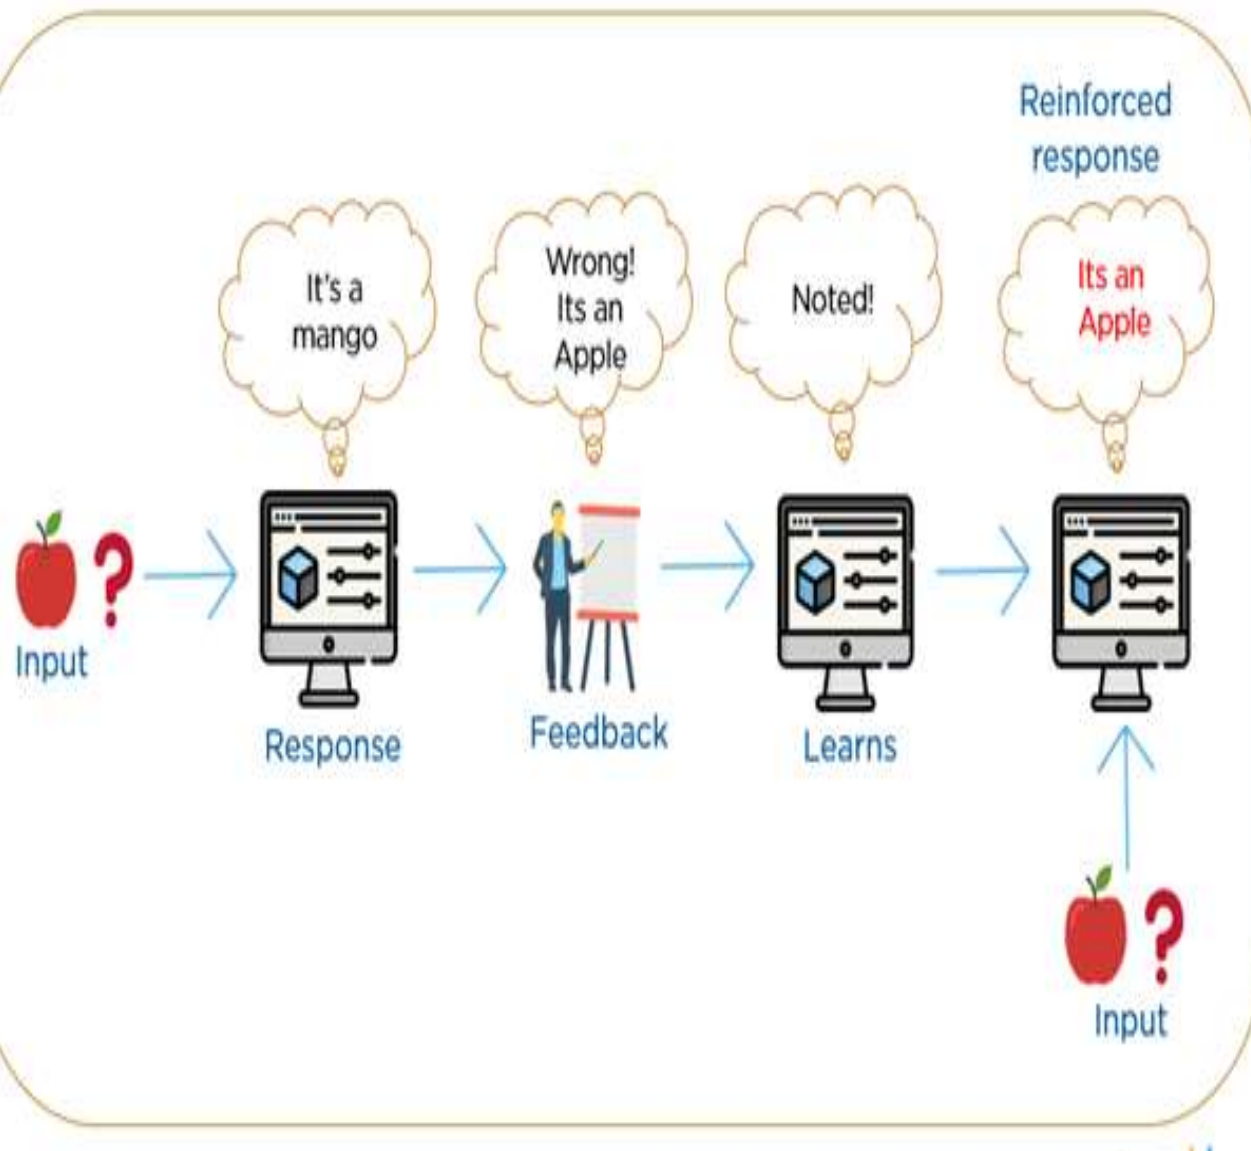 Reinforced
response
It's a
mango
Wrong!
Its an
Apple
Noted!
Its an
Apple
Input
Response
Feedback
Learns
Input